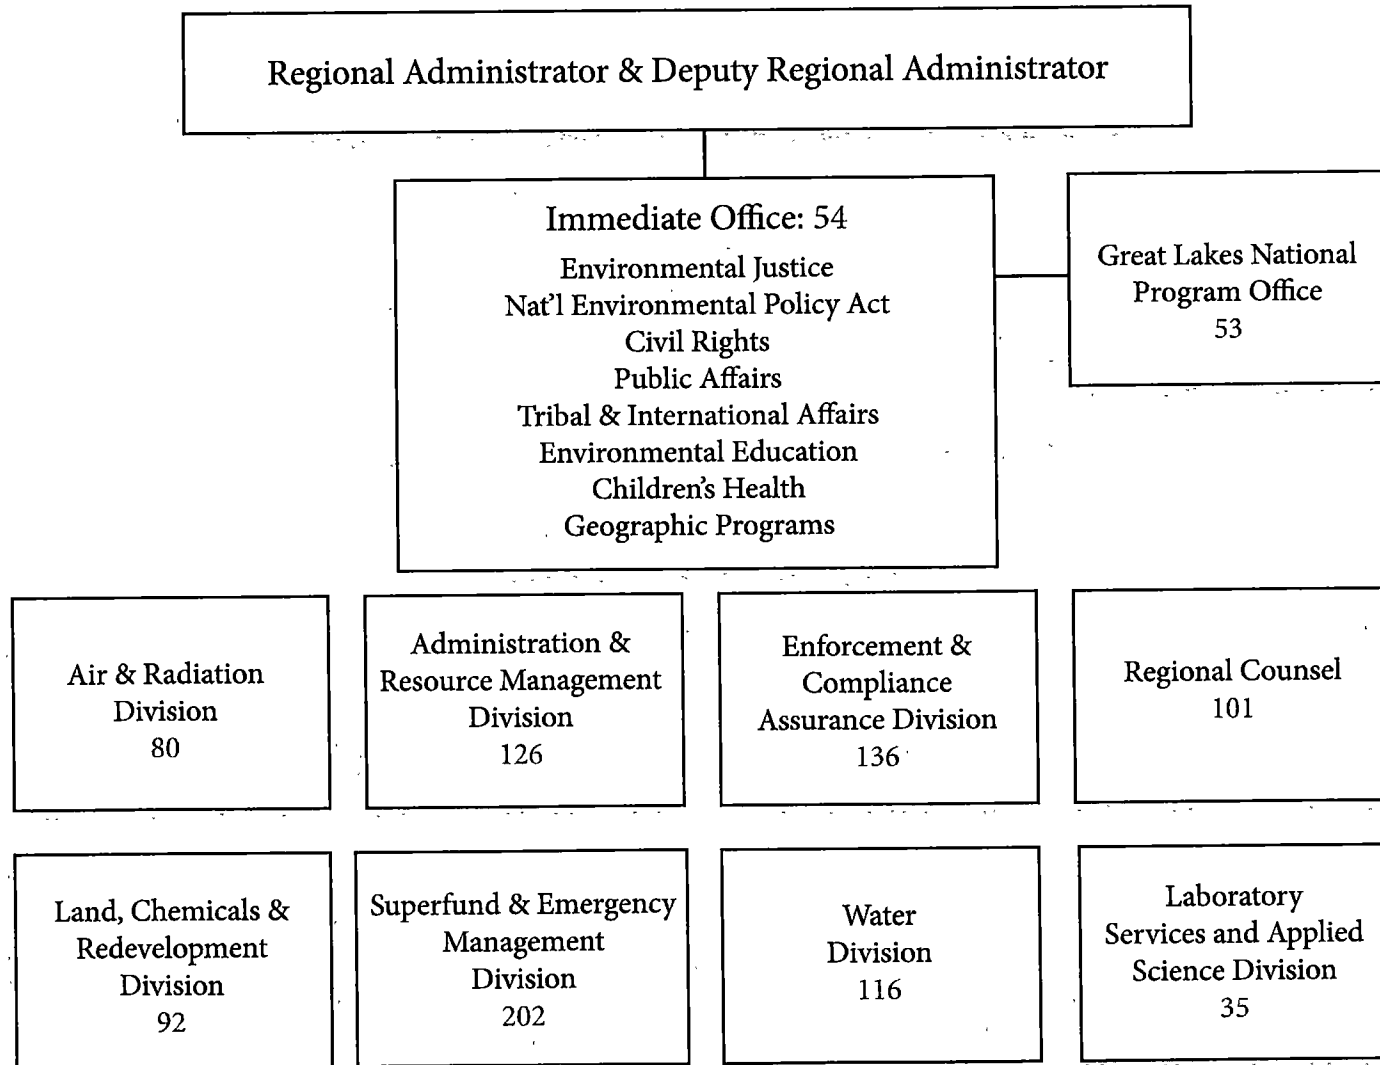 Regional Administrator & Deputy Regional Administrator
Immediate Office: 54
Environmental Justice
Nat'l Environmental Policy Act
Civil Rights
Public Affairs
Tribal & International Affairs
Environmental Education
Children's Health
Geographic Programs
Great Lakes National
Program Office
53
Air & Radiation
Division
80
Administration &
Resource Management
Division
126
Enforcement &
Compliance
Assurance Division
136
Regional Counsel
101
Land, Chemicals &
Redevelopment
Division
92
Superfund & Emergency
Management
Division
202
Water
Division
116
Laboratory
Services and Applied
Science Division
35